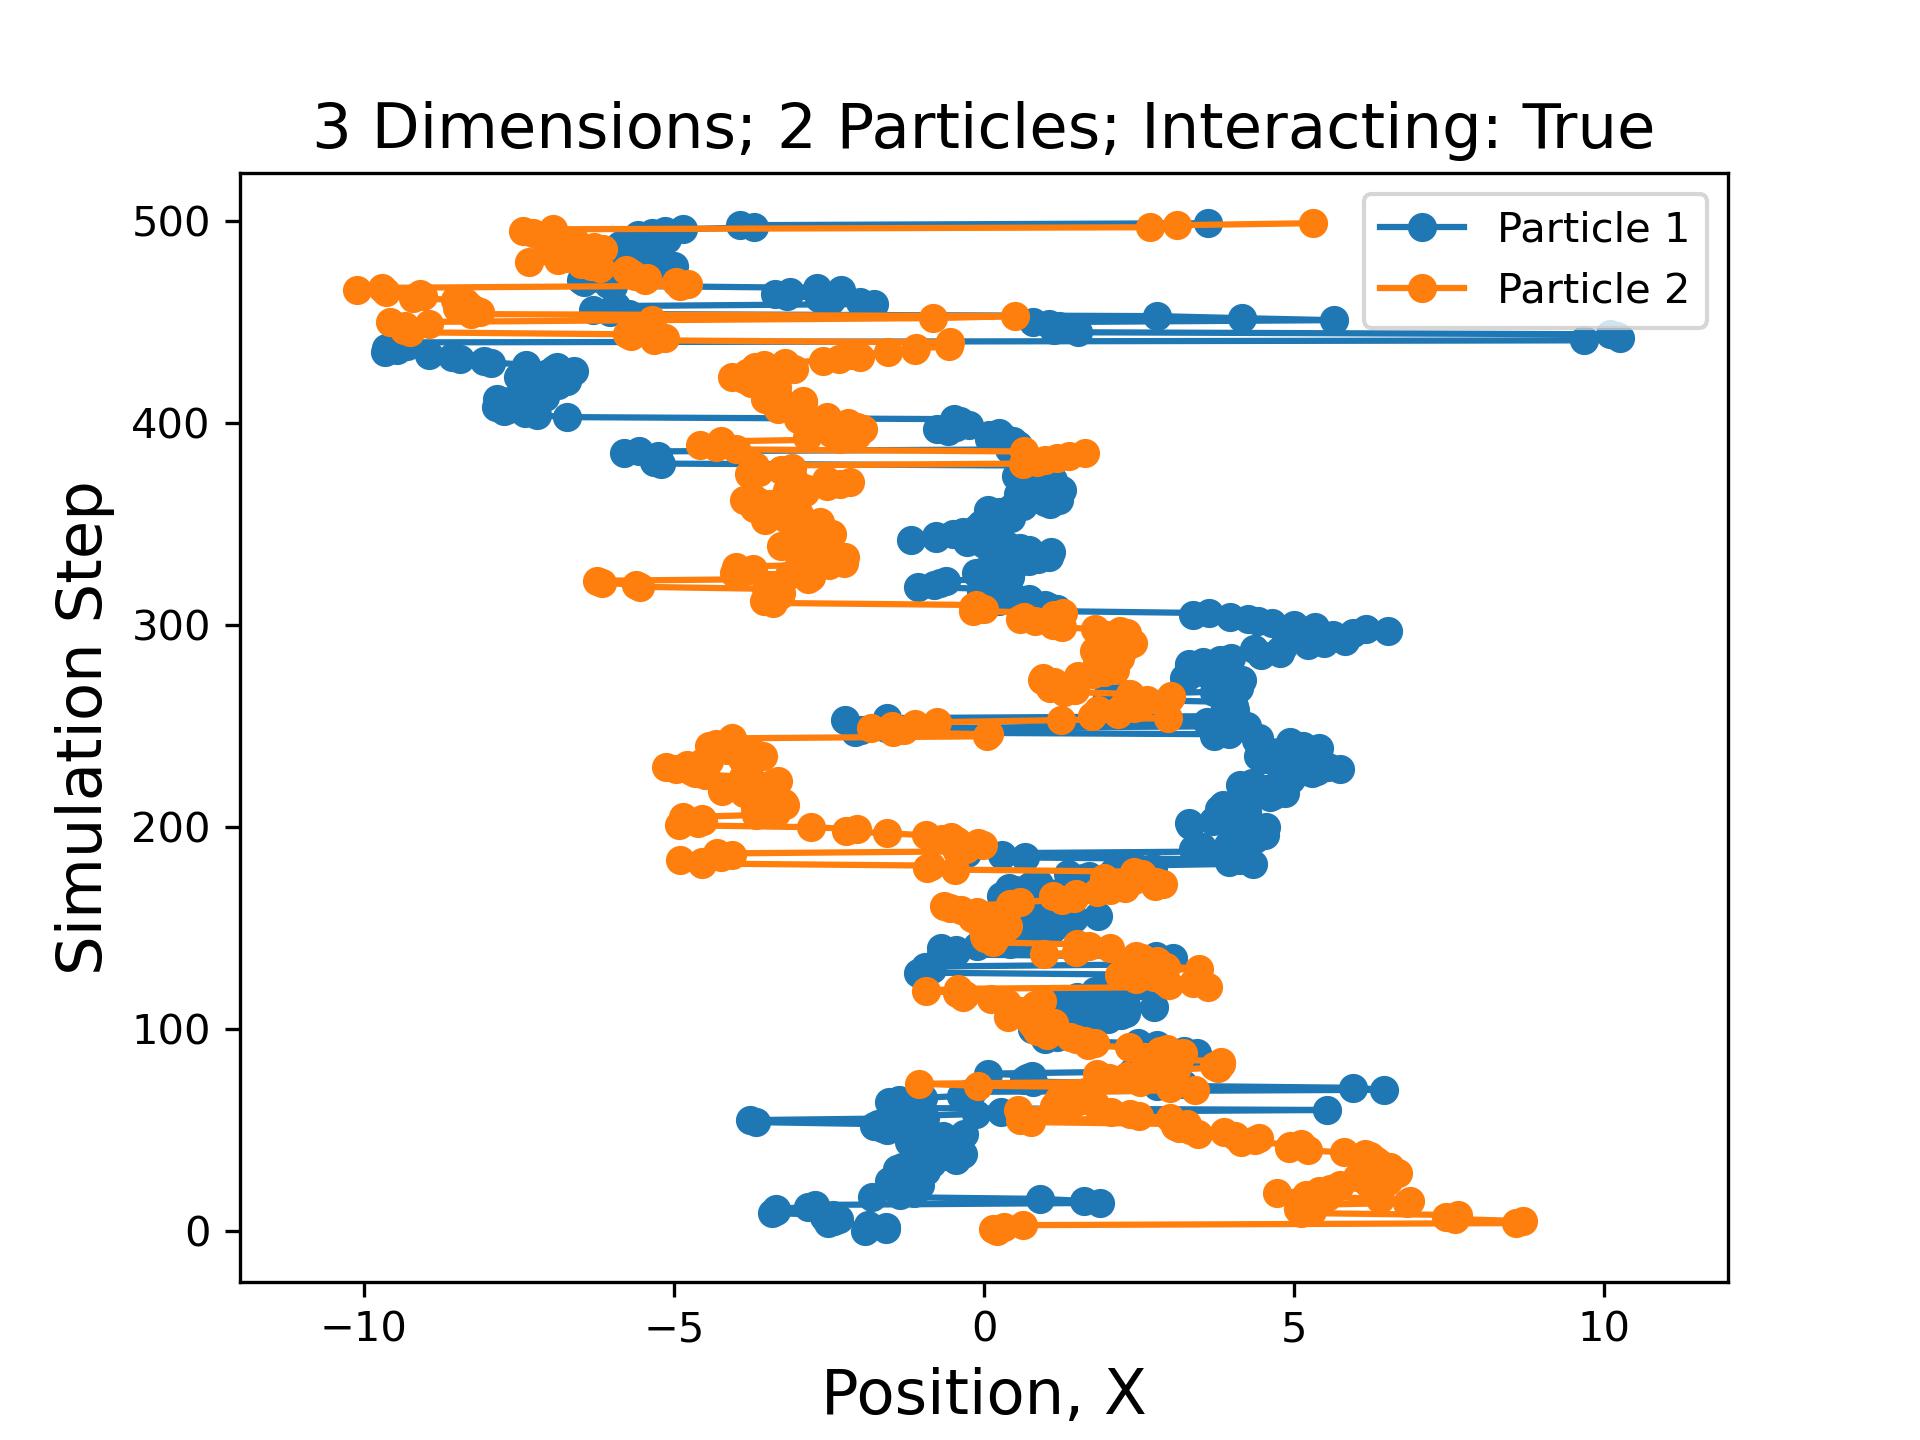 3 Dimensions; 2 Particles; Interacting: True
Particle 1
Particle 2
500
400
300
200
100
0
Simulation Step
−10
−5
0
5
10
Position, X